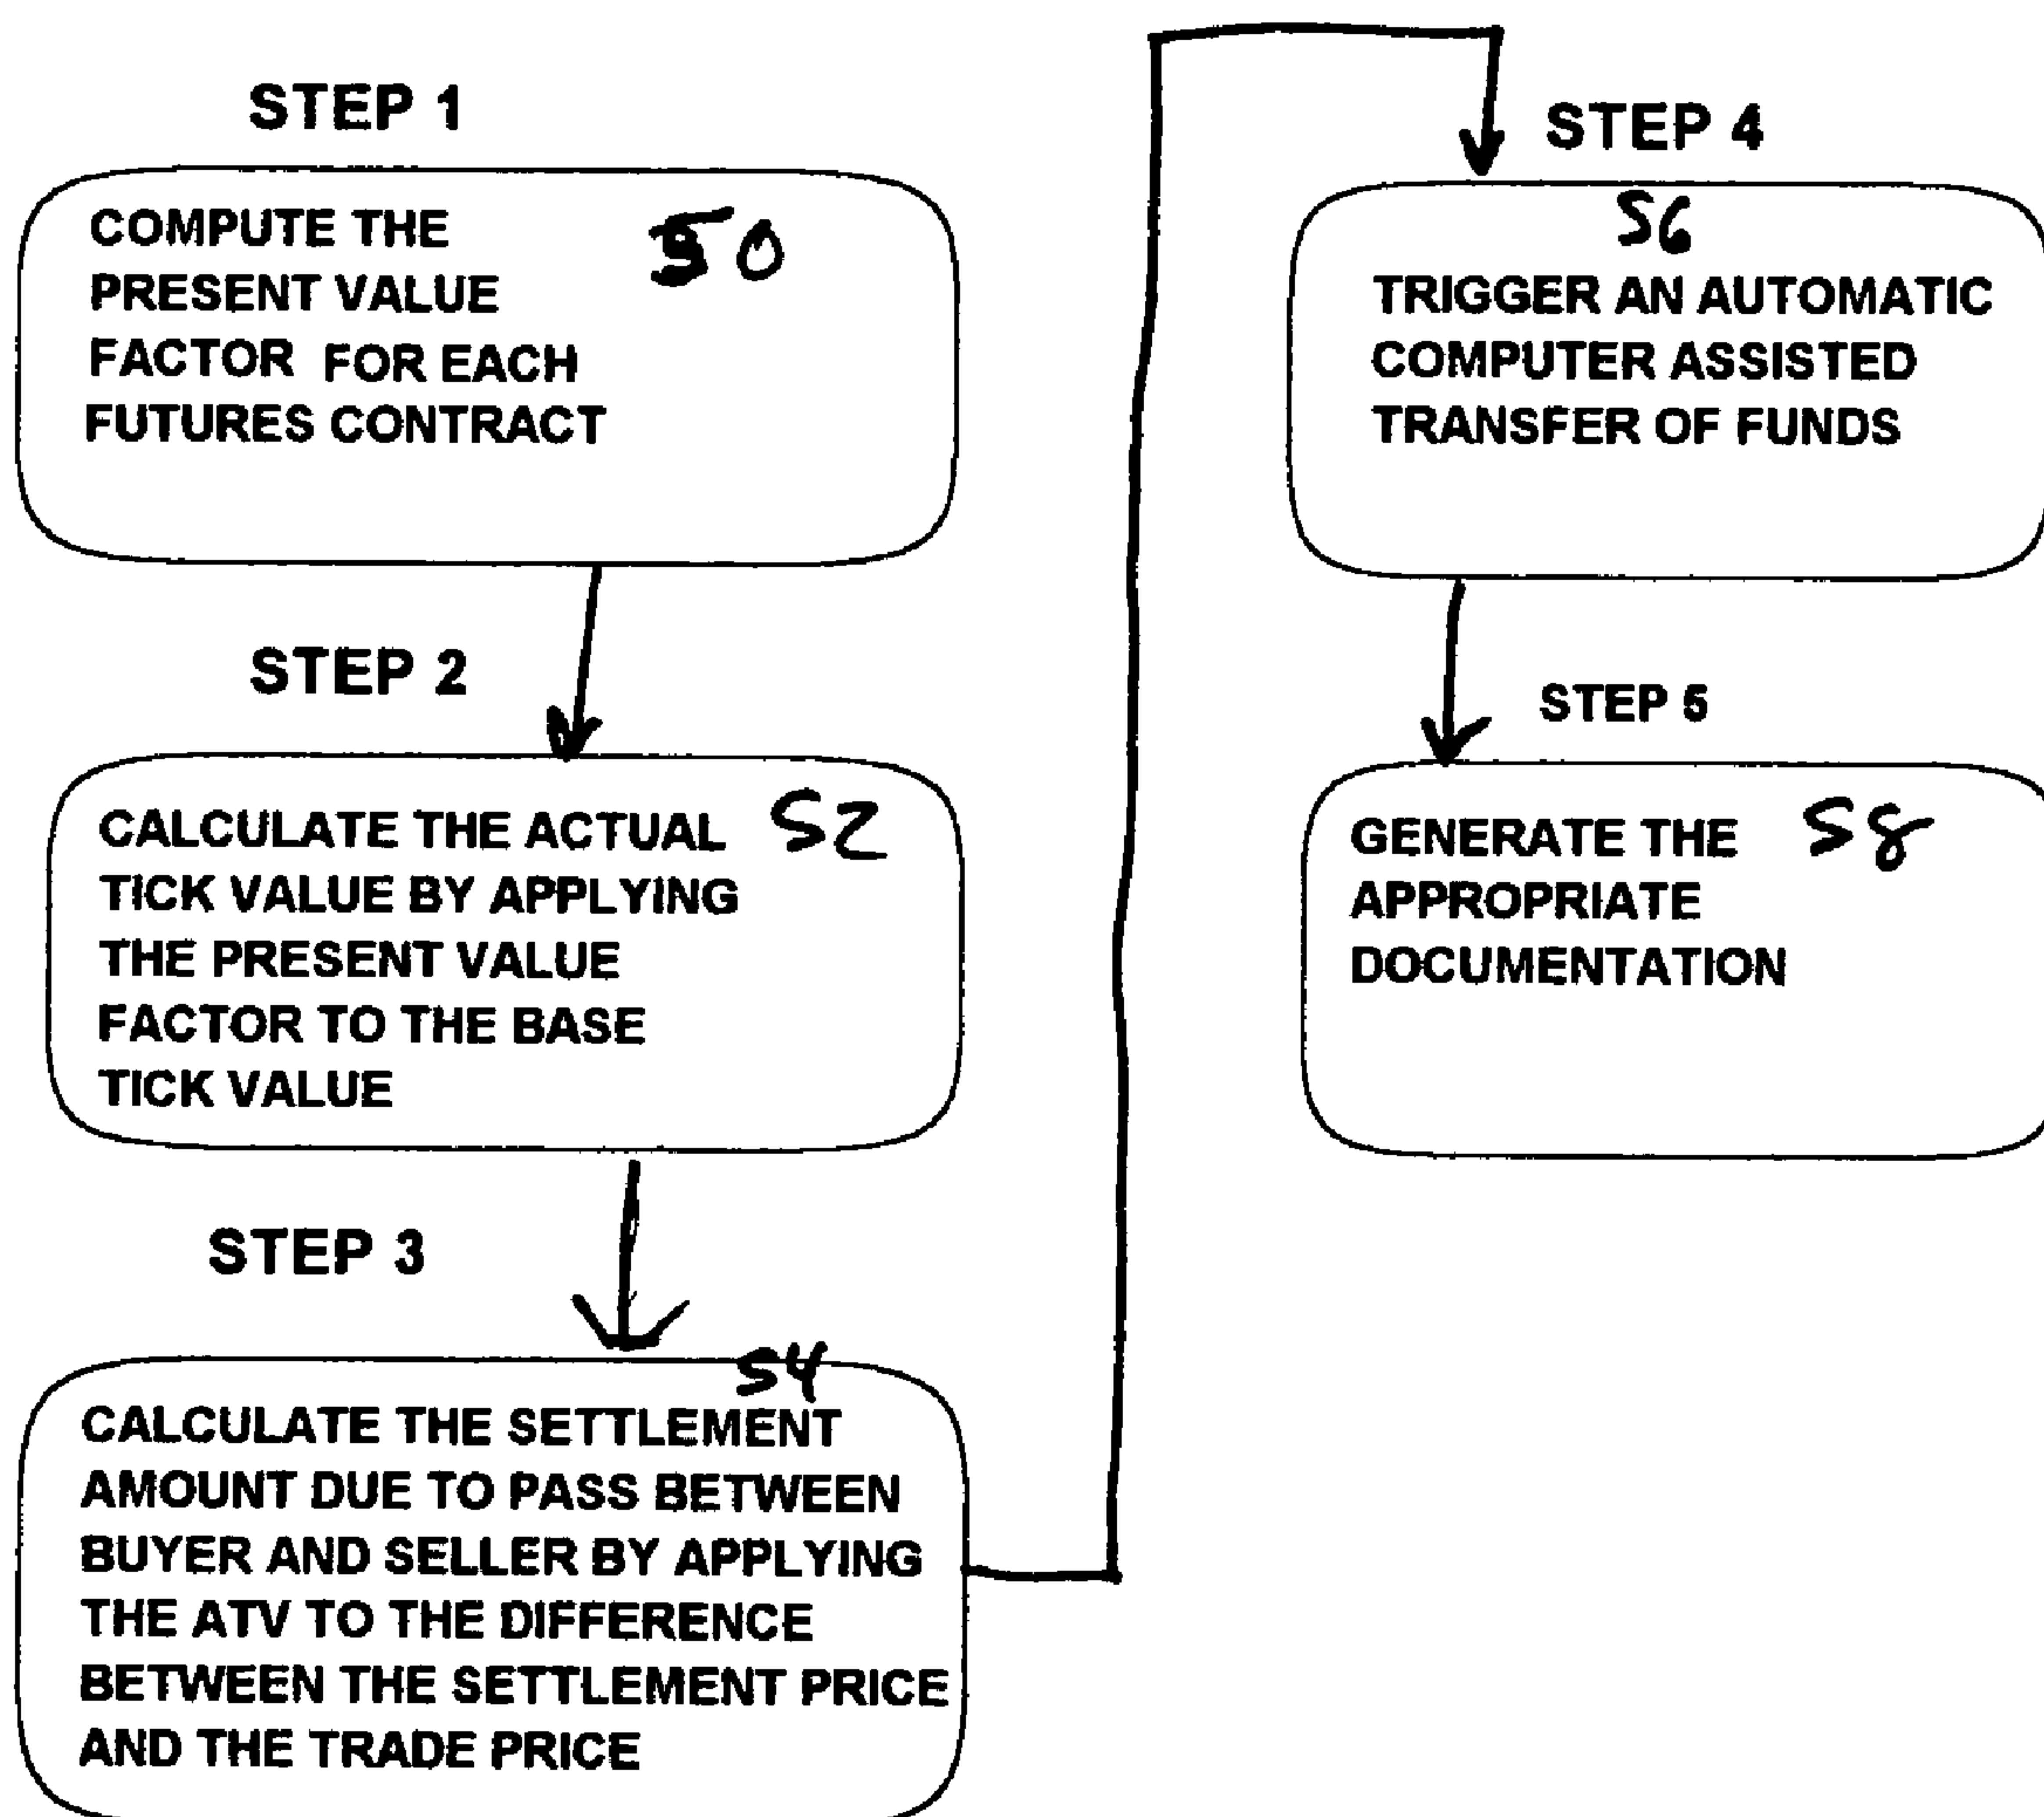 STEP 1
COMPUTE THE
50
PRESENT VALUE
FACTOR FOR EACH
FUTURES CONTRACT
STEP 2
CALCULATE THE ACTUAL
52
TICK VALUE BY APPLYING
THE PRESENT VALUE
FACTOR TO THE BASE
TICK VALUE
STEP 3
54
CALCULATE THE SETTLEMENT
AMOUNT DUE TO PASS BETWEEN
BUYER AND SELLER BY APPLYING
THE ATV TO THE DIFFERENCE
BETWEEN THE SETTLEMENT PRICE
AND THE TRADE PRICE
STEP 4
56
TRIGGER AN AUTOMATIC
COMPUTER ASSISTED
TRANSFER OF FUNDS
STEP 5
GENERATE THE
58
APPROPRIATE
DOCUMENTATION